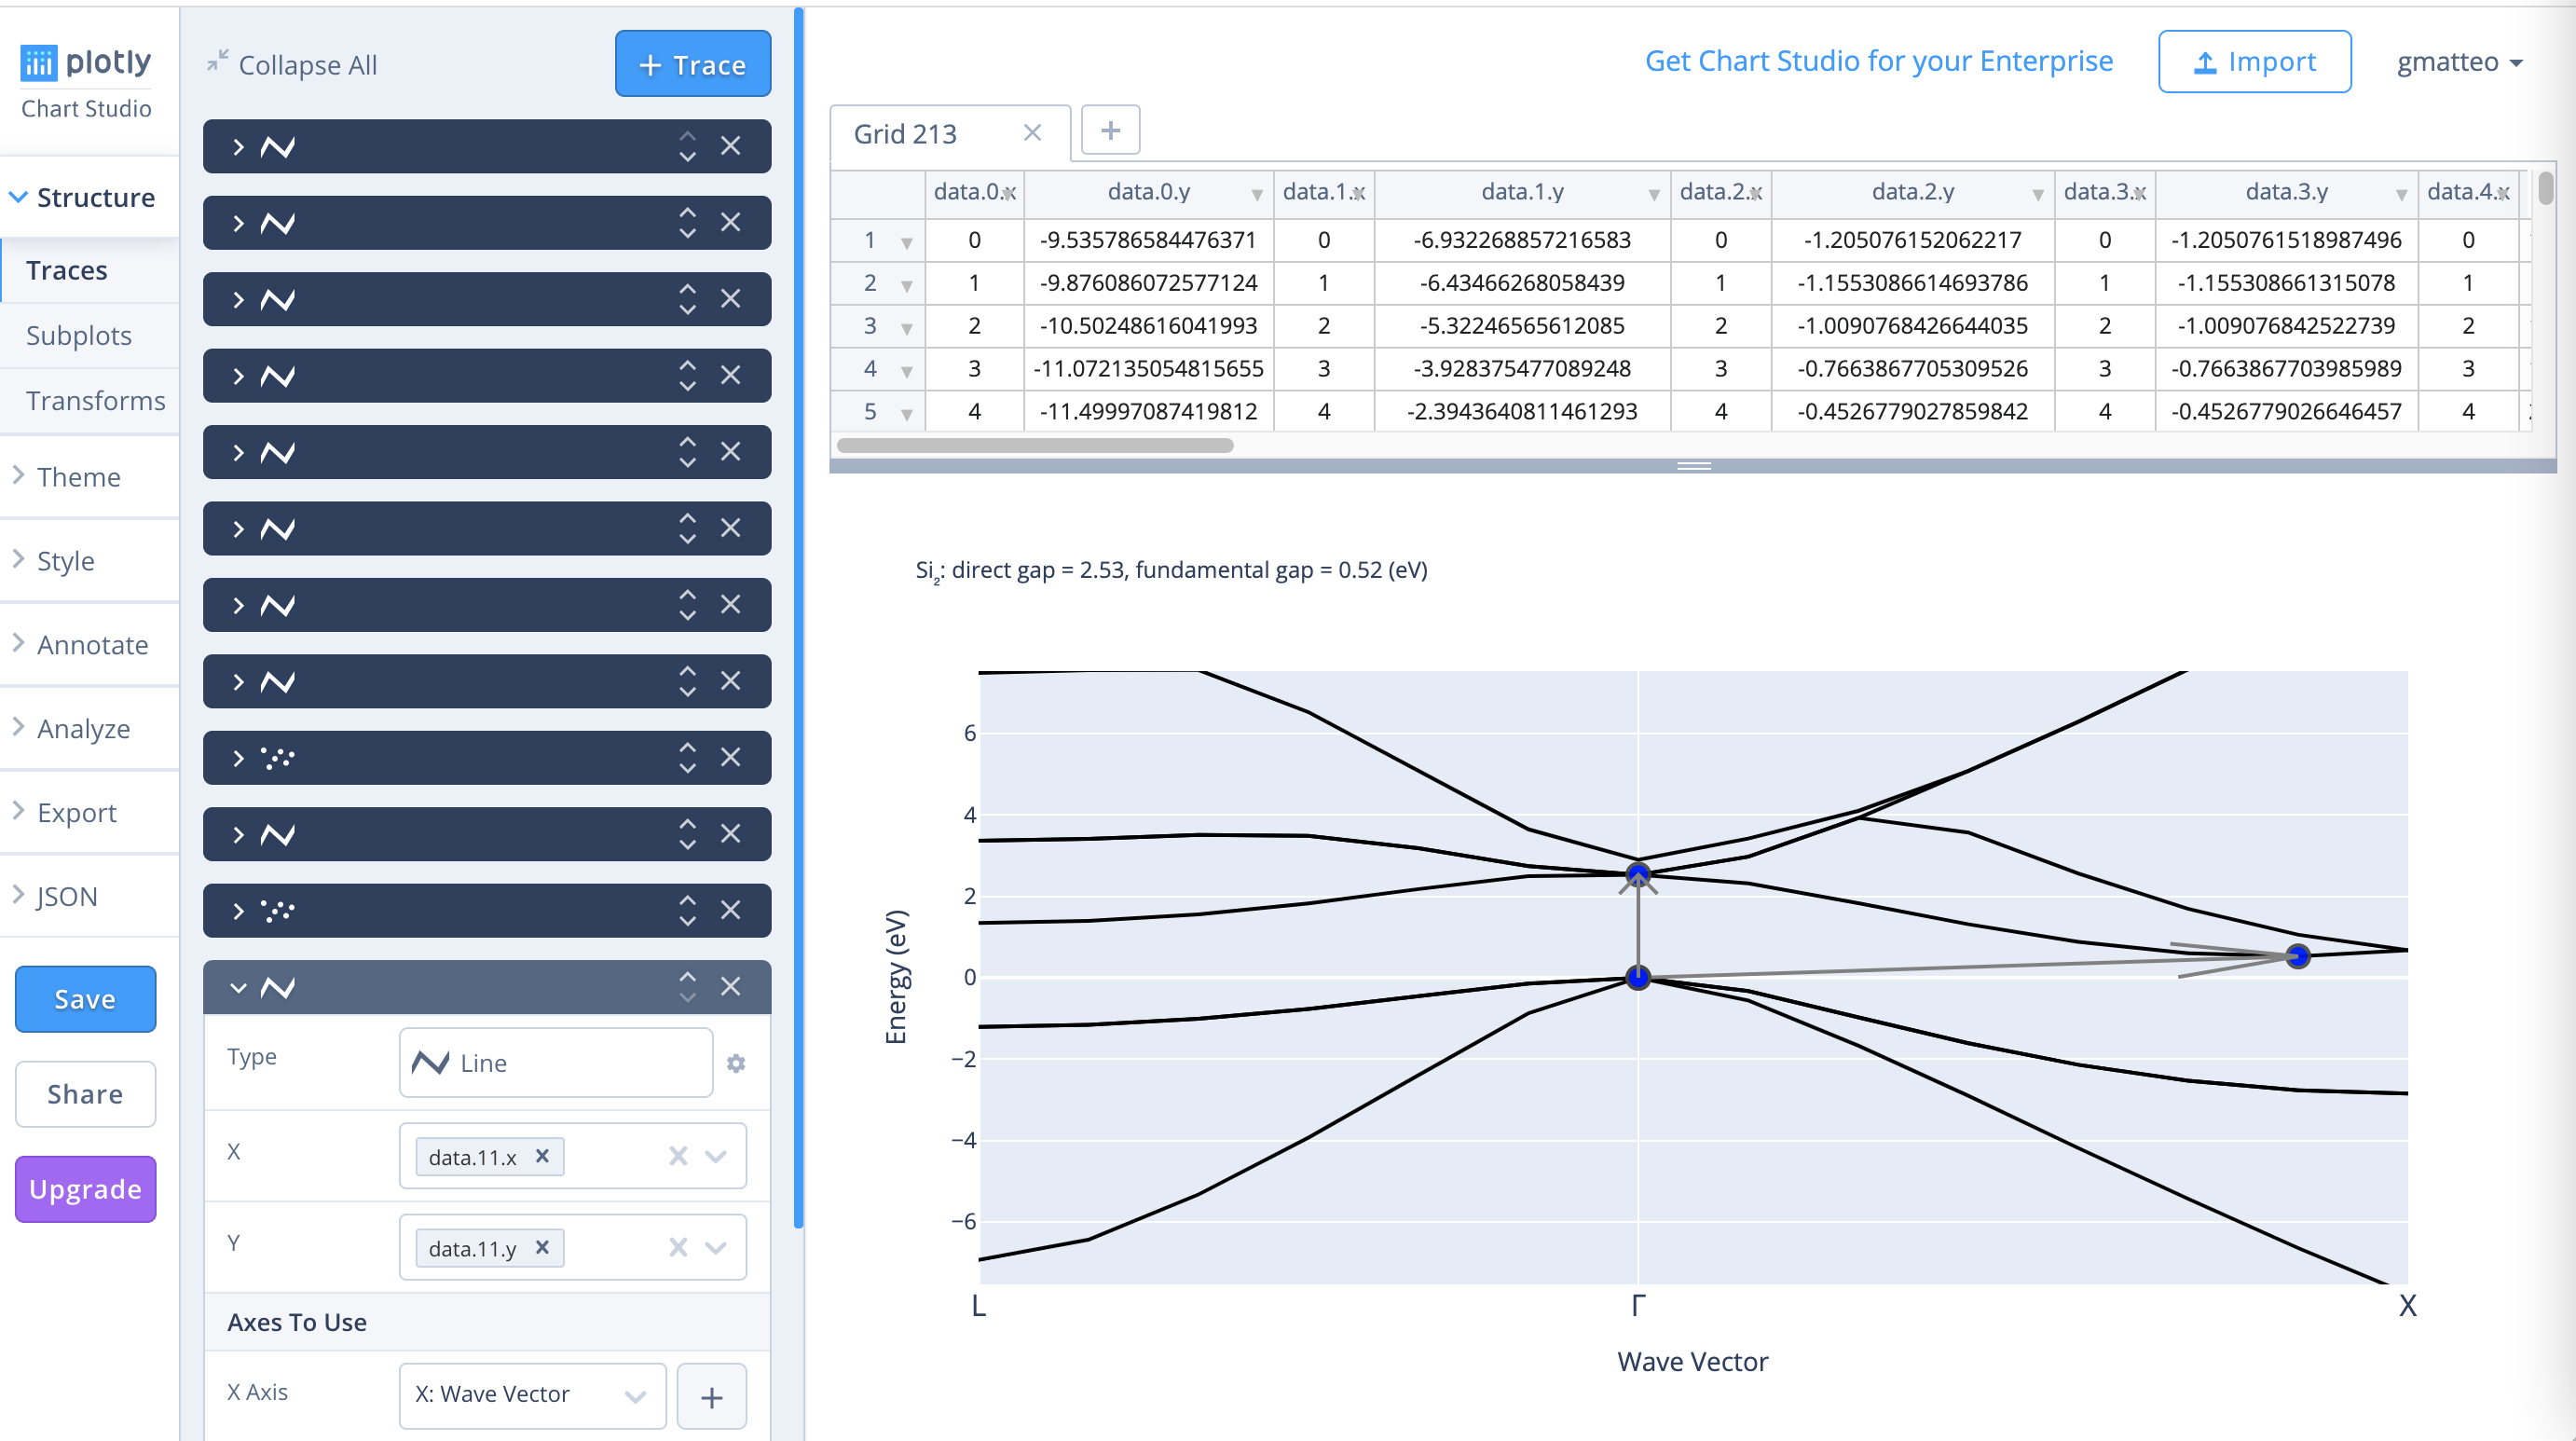 plotly
Chart Studio
Structure
Traces
Subplots
Transforms
Theme
Style
Annotate
Analyze
Export
JSON
Save
Share
Upgrade
Collapse All
+ Trace
Type
Line
X
data.11.x
Y
data.11.y
Axes To Use
X Axis
X: Wave Vector
+
Get Chart Studio for your Enterprise
Import
gmatteo
Grid 213
+
data.0.x data.0.y data.1.x data.1.y data.2.x data.2.y data.3.x data.3.y data.4.x
1 0 -9.535786584476371 0 -6.932268857216583 0 -1.205076152062217 0 -1.2050761518987496 0
2 1 -9.876086072577124 1 -6.43466268058439 1 -1.1553086614693786 1 -1.155308661315078 1
3 2 -10.50248616041993 2 -5.32246565612085 2 -1.0090768426644035 2 -1.009076842522739 2
4 3 -11.072135054815655 3 -3.928375477089248 3 -0.7663867705309526 3 -0.7663867703985989 3
5 4 -11.49997087419812 4 -2.3943640811461293 4 -0.4526779027859842 4 -0.4526779026646457 4
Si₂: direct gap = 2.53, fundamental gap = 0.52 (eV)
6
4
2
0
−2
−4
−6
Energy (eV)
L Γ X
Wave Vector